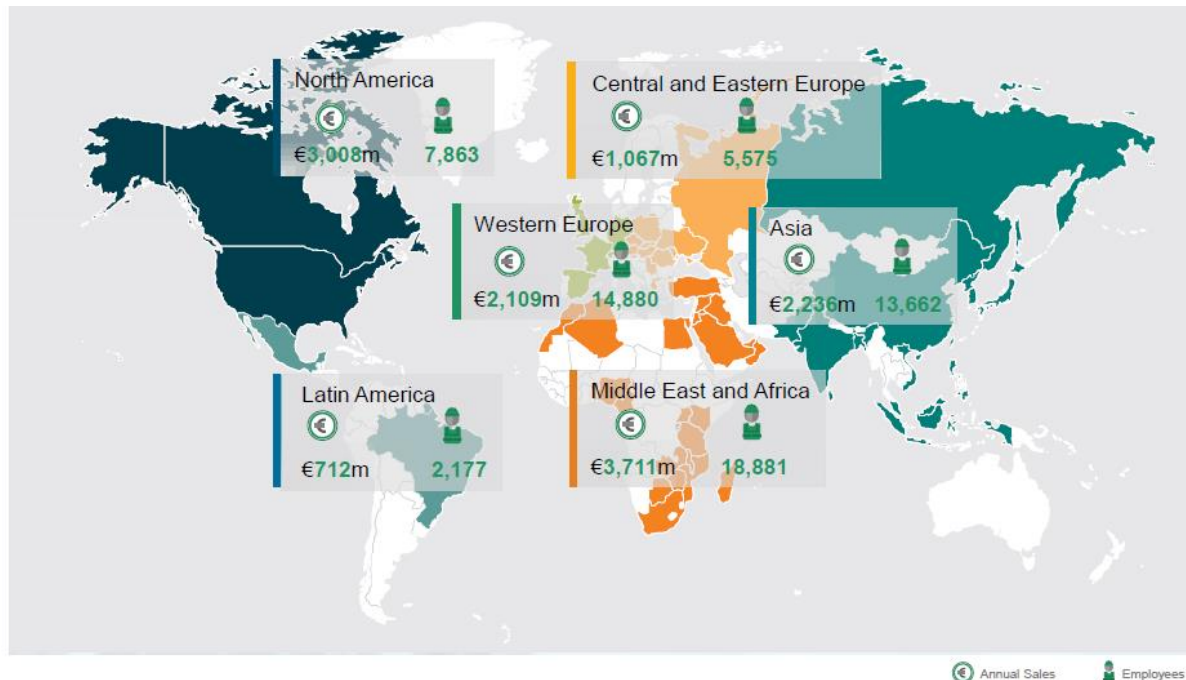 North America
€3,008m 7,863
Central and Eastern Europe
€1,067m 5,575
Western Europe
€2,109m 14,880
Asia
€2,236m 13,662
Latin America
€712m 2,177
Middle East and Africa
€3,711m 18,881
€ Annual Sales Employees